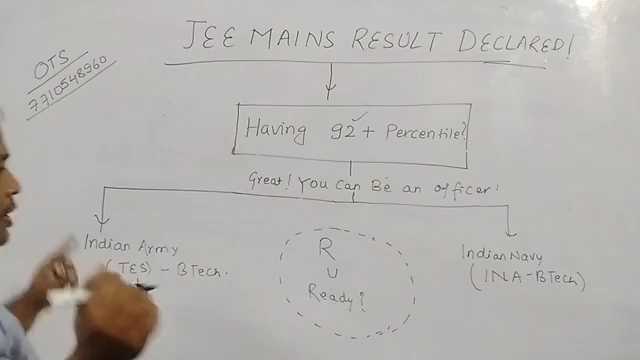 JEE MAINS RESULT DECLARED!
OTS
7710548960
Having 92+ Percentile?
Great! You Can Be an officer!
Indian Army
(TES) - BTech.
R
U
Ready?
Indian Navy
(INA-BTech)